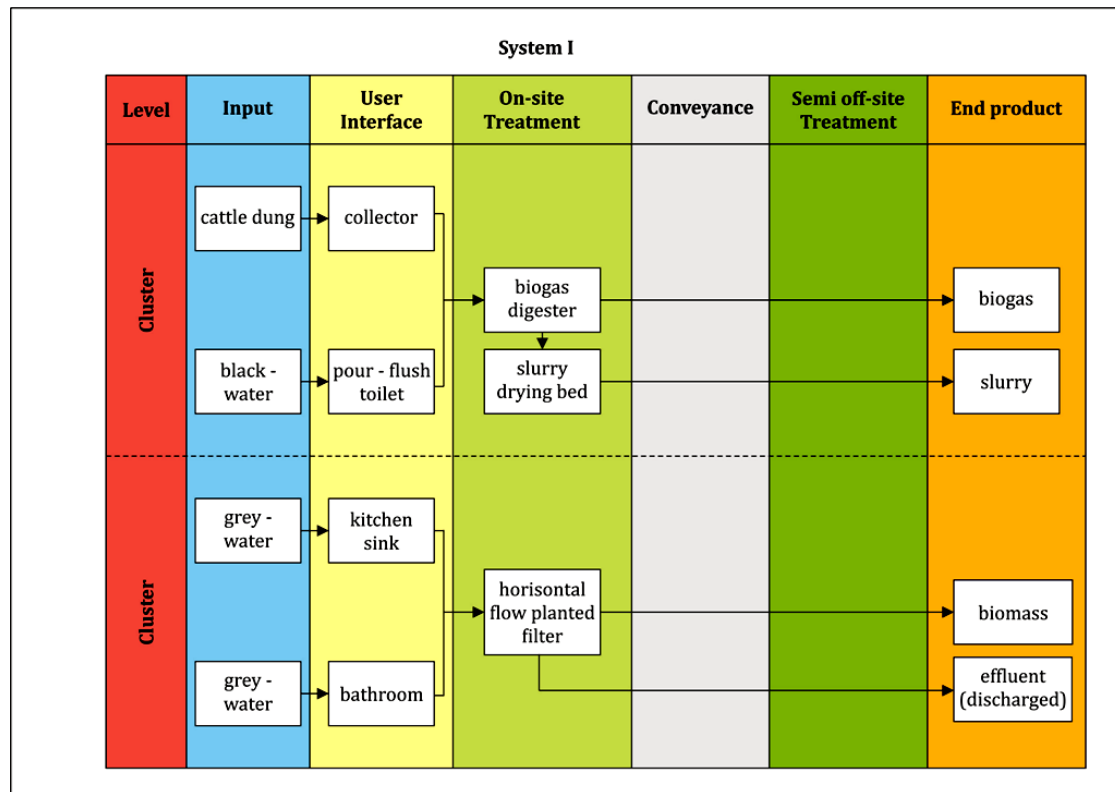 System I
Level
Input
User
Interface
On-site
Treatment
Conveyance
Semi off-site
Treatment
End product
Cluster
cattle dung
collector
biogas
digester
biogas
black -
water
pour - flush
toilet
slurry
drying bed
slurry
Cluster
grey -
water
kitchen
sink
horisontal
flow planted
filter
biomass
grey -
water
bathroom
effluent
(discharged)